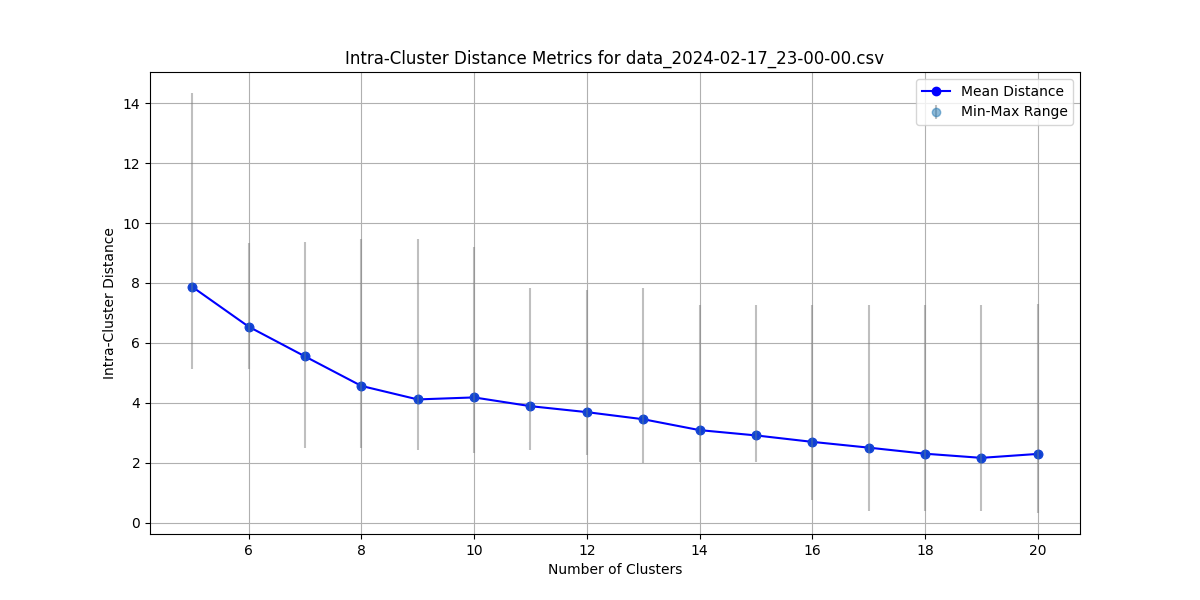 Intra-Cluster Distance Metrics for data_2024-02-17_23-00-00.csv
Mean Distance
Min-Max Range
Intra-Cluster Distance
14
12
10
8
6
4
2
0
6 8 10 12 14 16 18 20
Number of Clusters